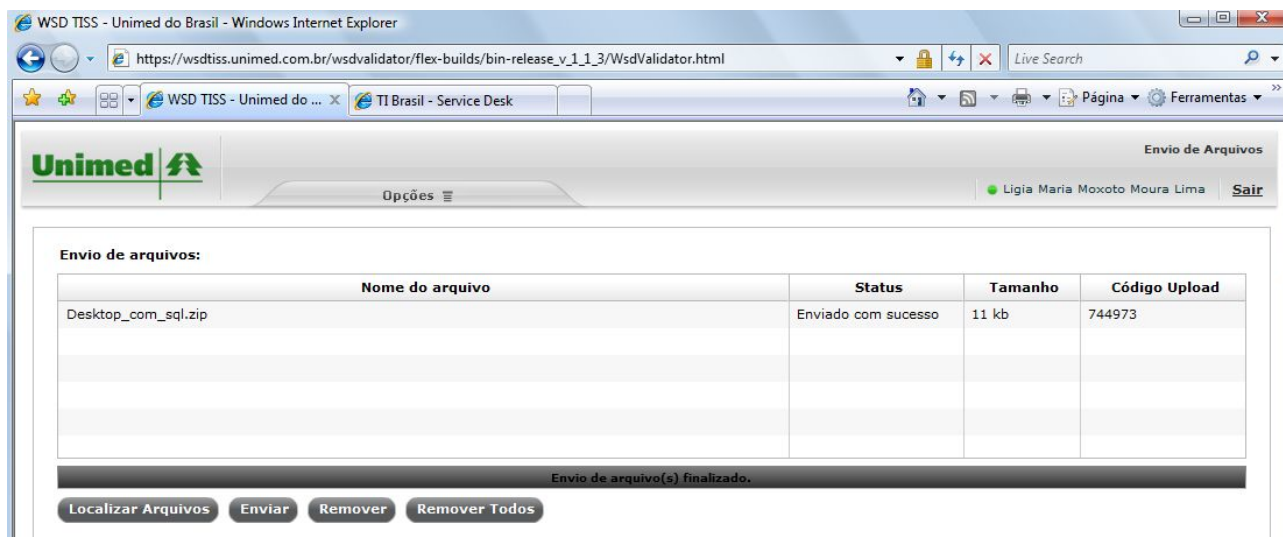 WSD TISS - Unimed do Brasil - Windows Internet Explorer
https://wsdtiss.unimed.com.br/wsdvalidator/flex-builds/bin-release_v_1_1_3/WsdValidator.html
Live Search
WSD TISS - Unimed do ... X
TI Brasil - Service Desk
Página
Ferramentas
Unimed
Envio de Arquivos
Opções
Ligia Maria Moxoto Moura Lima
Sair
Envio de arquivos:
Nome do arquivo Status Tamanho Código Upload
Desktop_com_sql.zip Enviado com sucesso 11 kb 744973
Envio de arquivo(s) finalizado.
Localizar Arquivos Enviar Remover Remover Todos